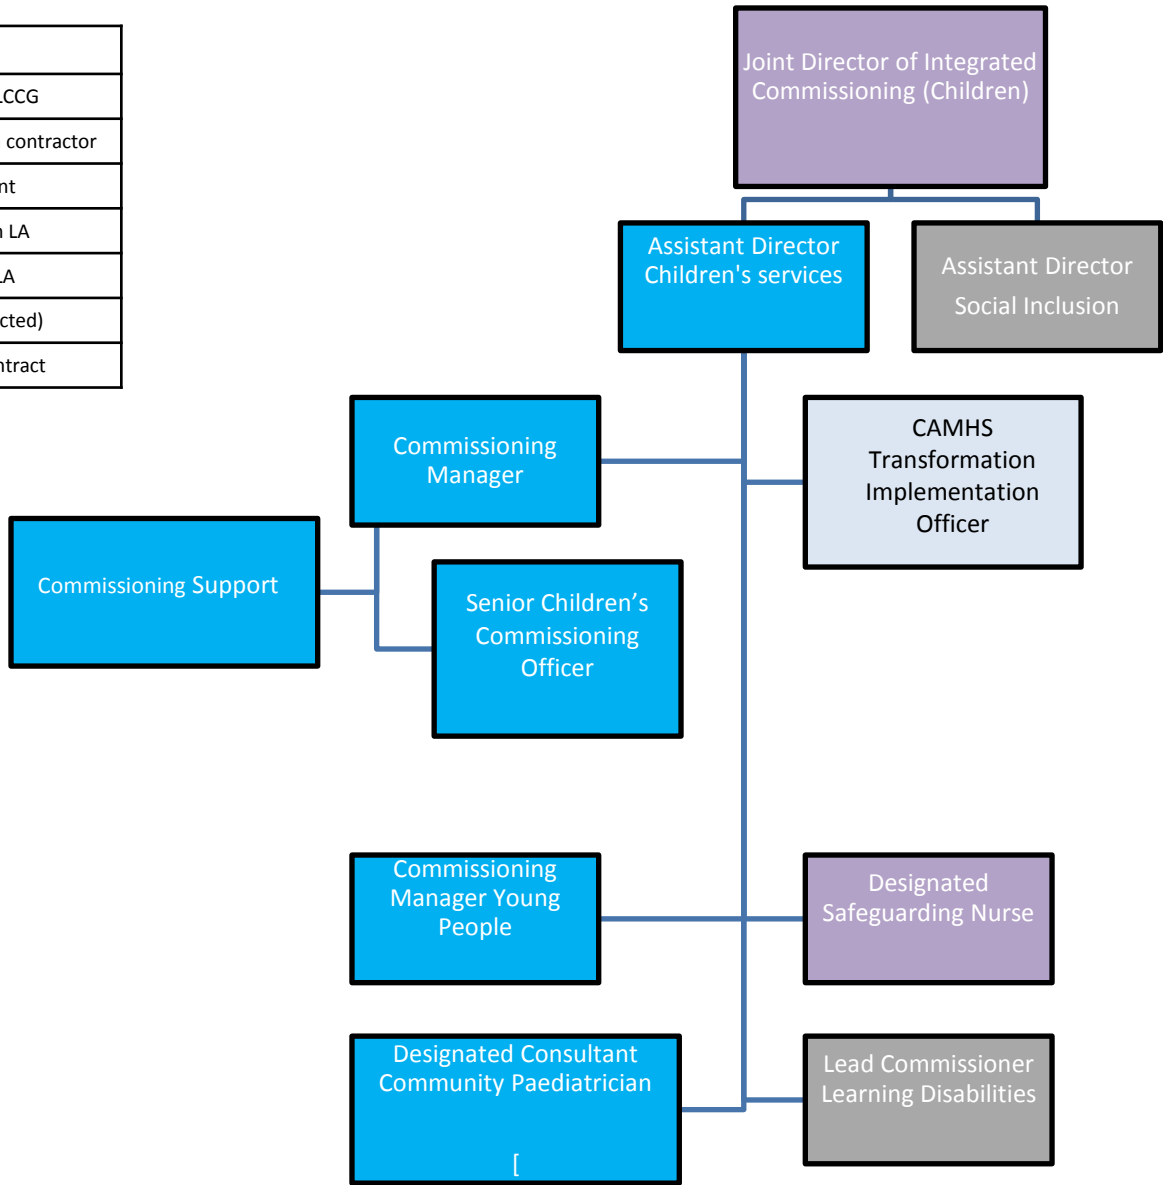 LCCG
contractor
nt
LA
LA
cted)
ntract
Joint Director of Integrated
Commissioning (Children)
Assistant Director
Children's services
Assistant Director
Social Inclusion
Commissioning
Manager
CAMHS
Transformation
Implementation
Officer
Commissioning Support
Senior Children’s
Commissioning
Officer
Commissioning
Manager Young
People
Designated
Safeguarding Nurse
Designated Consultant
Community Paediatrician
[
Lead Commissioner
Learning Disabilities